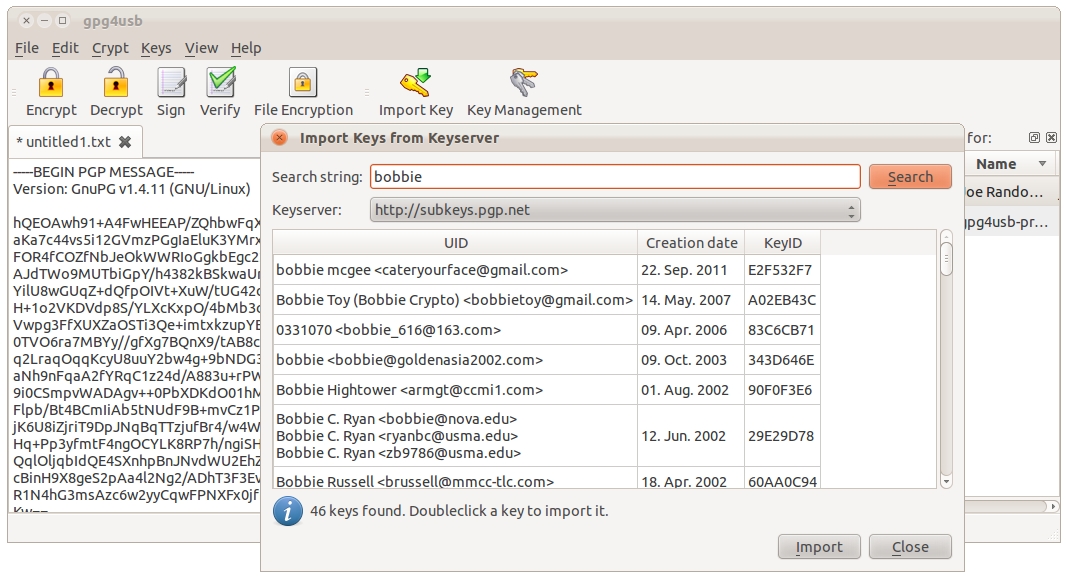 gpg4usb
File Edit Crypt Keys View Help
Encrypt Decrypt Sign Verify File Encryption Import Key Key Management
* untitled1.txt
-----BEGIN PGP MESSAGE-----
Version: GnuPG v1.4.11 (GNU/Linux)
hQEOAwh91+A4FwHEEAP/ZQhbwFqX
aKa7c44vs5i12GVmzPGgIaEluK3YMrx
FOR4fCOZfNbJeOkWWRIoGgkbEgc2
AJdTWo9MUTbiGpY/h4382kBSkwaUr
YilU8wGUqZ+dQfpOIVt+XuW/tUG42c
H+1o2VKDVdp8S/YLXcKxpO/4bMb3c
Vwpg3FfXUXZaOSTi3Qe+imtxkzupYE
0TVO6ra7MBYy//gfXg7BQnX9/tAB8c
q2LraqOqqKcyU8uuY2bw4g+9bNDG3
aNh9nFqaA2fYRqC1z24d/A883u+rPW
9i0CSmpvWADAgv++0PbXDKdO01hM
Flpb/Bt4BCmIiAb5tNUdF9B+mvCz1P
jK6U8iZjriT9DpJNqBqTTzjufBr4/w4W
Hq+Pp3yfmtF4ngOCYLK8RP7h/ngiSH
QqlOljqbIdQE4SXnhpBnJNvdWU2EhZ
cBinH9X8geS2pAa4l2Ng2/ADhT3F3Ev
R1N4hG3msAzc6w2yyCqwFPNXFx0jf
Kw==
for:
Name
oe Rando...
gpg4usb-pr...
Import Keys from Keyserver
Search string: bobbie Search
Keyserver: http://subkeys.pgp.net
UID Creation date KeyID
bobbie mcgee <cateryourface@gmail.com> 22. Sep. 2011 E2F532F7
Bobbie Toy (Bobbie Crypto) <bobbietoy@gmail.com> 14. May. 2007 A02EB43C
0331070 <bobbie_616@163.com> 09. Apr. 2006 83C6CB71
bobbie <bobbie@goldenasia2002.com> 09. Oct. 2003 343D646E
Bobbie Hightower <armgt@ccmi1.com> 01. Aug. 2002 90F0F3E6
Bobbie C. Ryan <bobbie@nova.edu>
Bobbie C. Ryan <ryanbc@usma.edu> 12. Jun. 2002 29E29D78
Bobbie C. Ryan <zb9786@usma.edu>
Bobbie Russell <brussell@mmcc-tlc.com> 18. Apr. 2002 60AA0C94
46 keys found. Doubleclick a key to import it.
Import Close